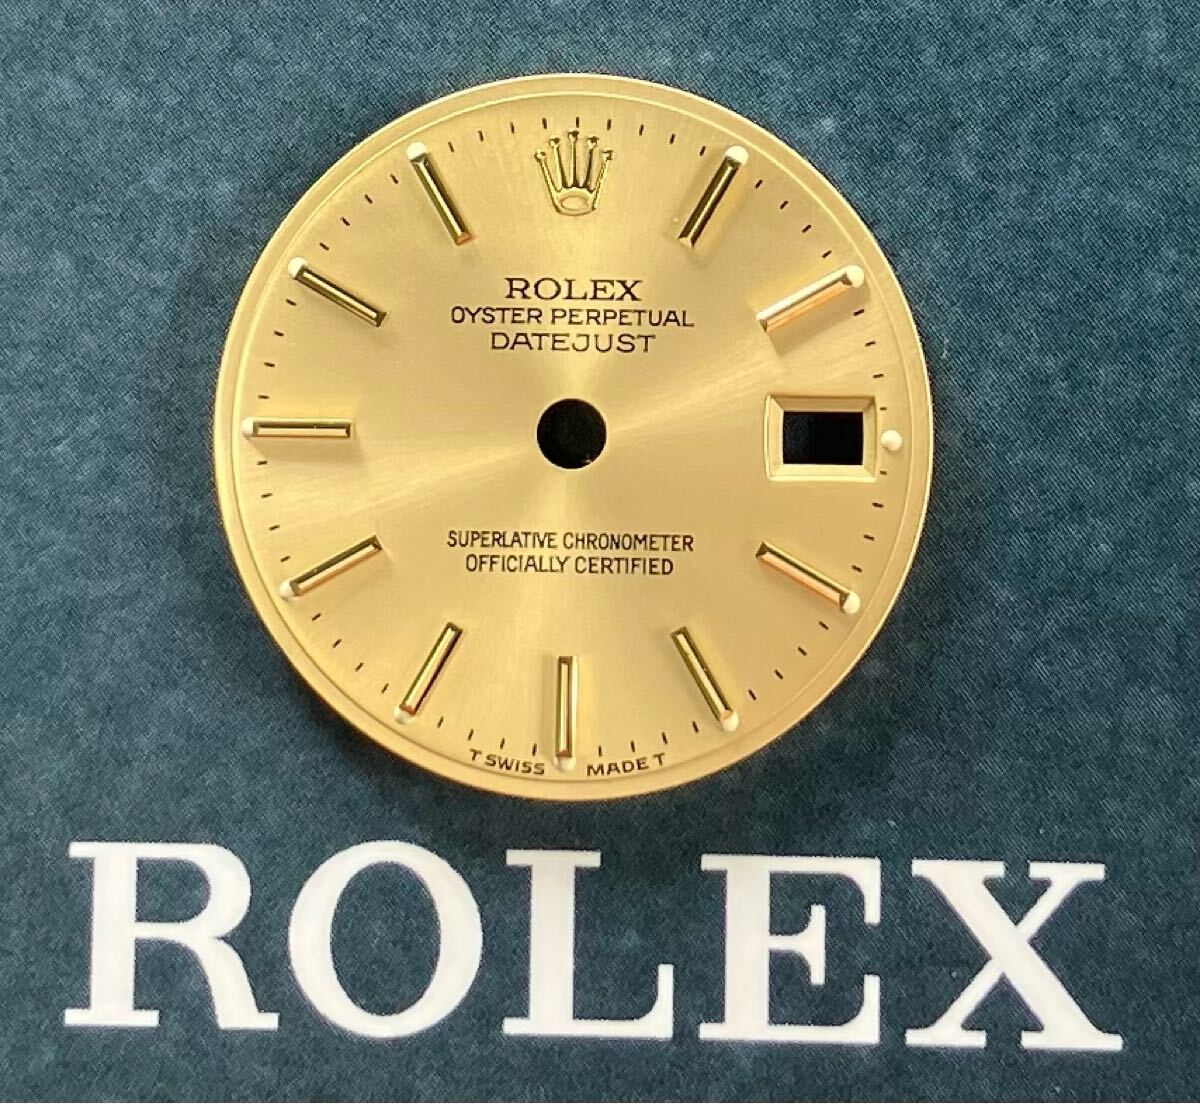 ROLEX
OYSTER PERPETUAL
DATEJUST
SUPERLATIVE CHRONOMETER
OFFICIALLY CERTIFIED
T SWISS MADE T
ROLEX